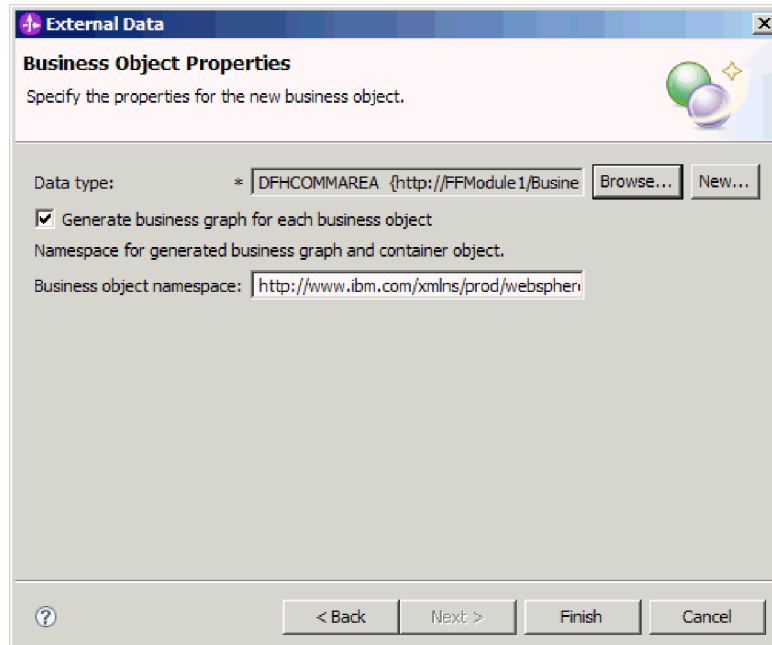 External Data
Business Object Properties
Specify the properties for the new business object.
Data type: * DFHCOMMAREA {http://FFModule1/Busine Browse... New...
Generate business graph for each business object
Namespace for generated business graph and container object.
Business object namespace: http://www.ibm.com/xmlns/prod/websphere
? < Back Next > Finish Cancel